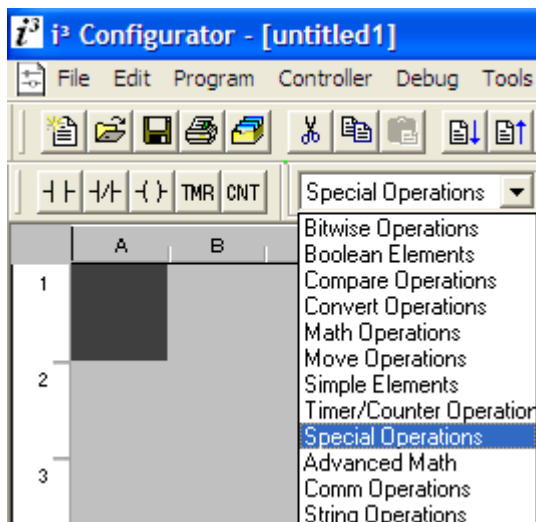 i³ i³ Configurator - [untitled1]
File Edit Program Controller Debug Tools
TMR CNT Special Operations
Bitwise Operations
A B Boolean Elements
1 Compare Operations
Convert Operations
Math Operations
Move Operations
2 Simple Elements
Timer/Counter Operation
Special Operations
3 Advanced Math
Comm Operations
String Operations